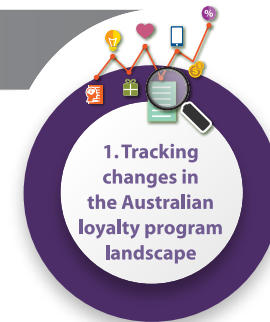 %
$
1. Tracking
changes in
the Australian
loyalty program
landscape